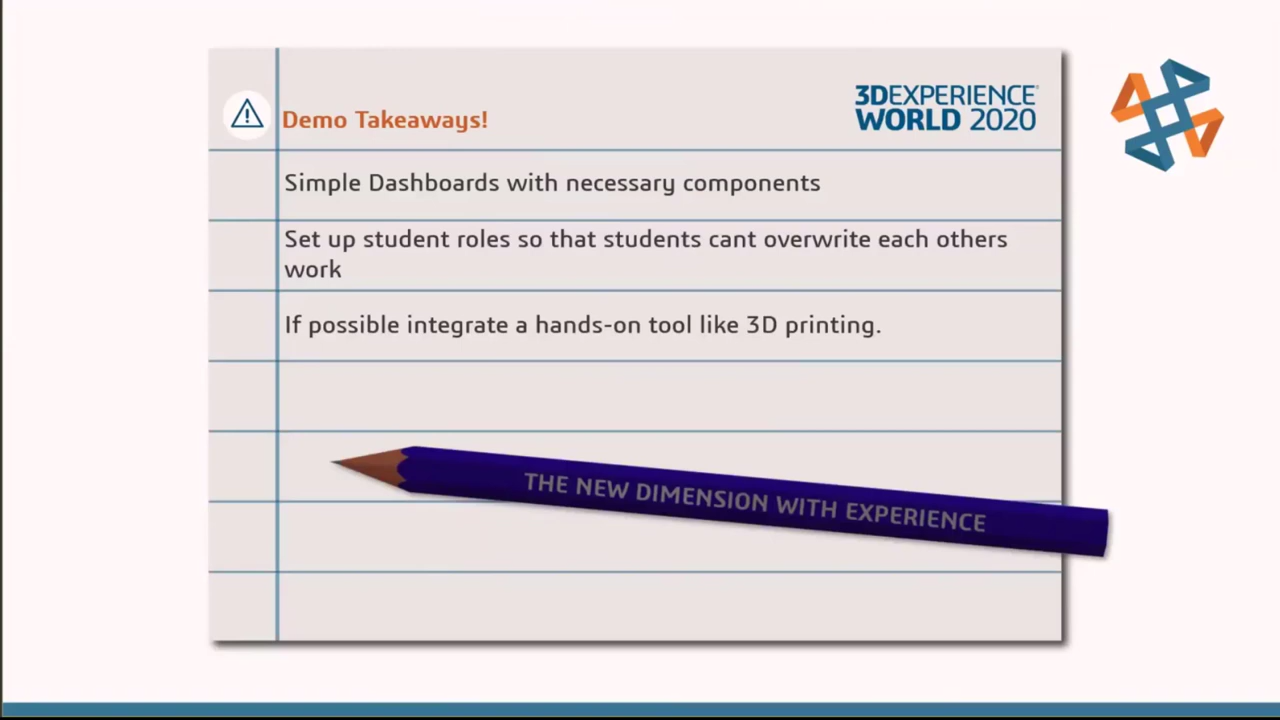 Demo Takeaways!
3DEXPERIENCE
WORLD 2020
Simple Dashboards with necessary components
Set up student roles so that students cant overwrite each others
work
If possible integrate a hands-on tool like 3D printing.
THE NEW DIMENSION WITH EXPERIENCE